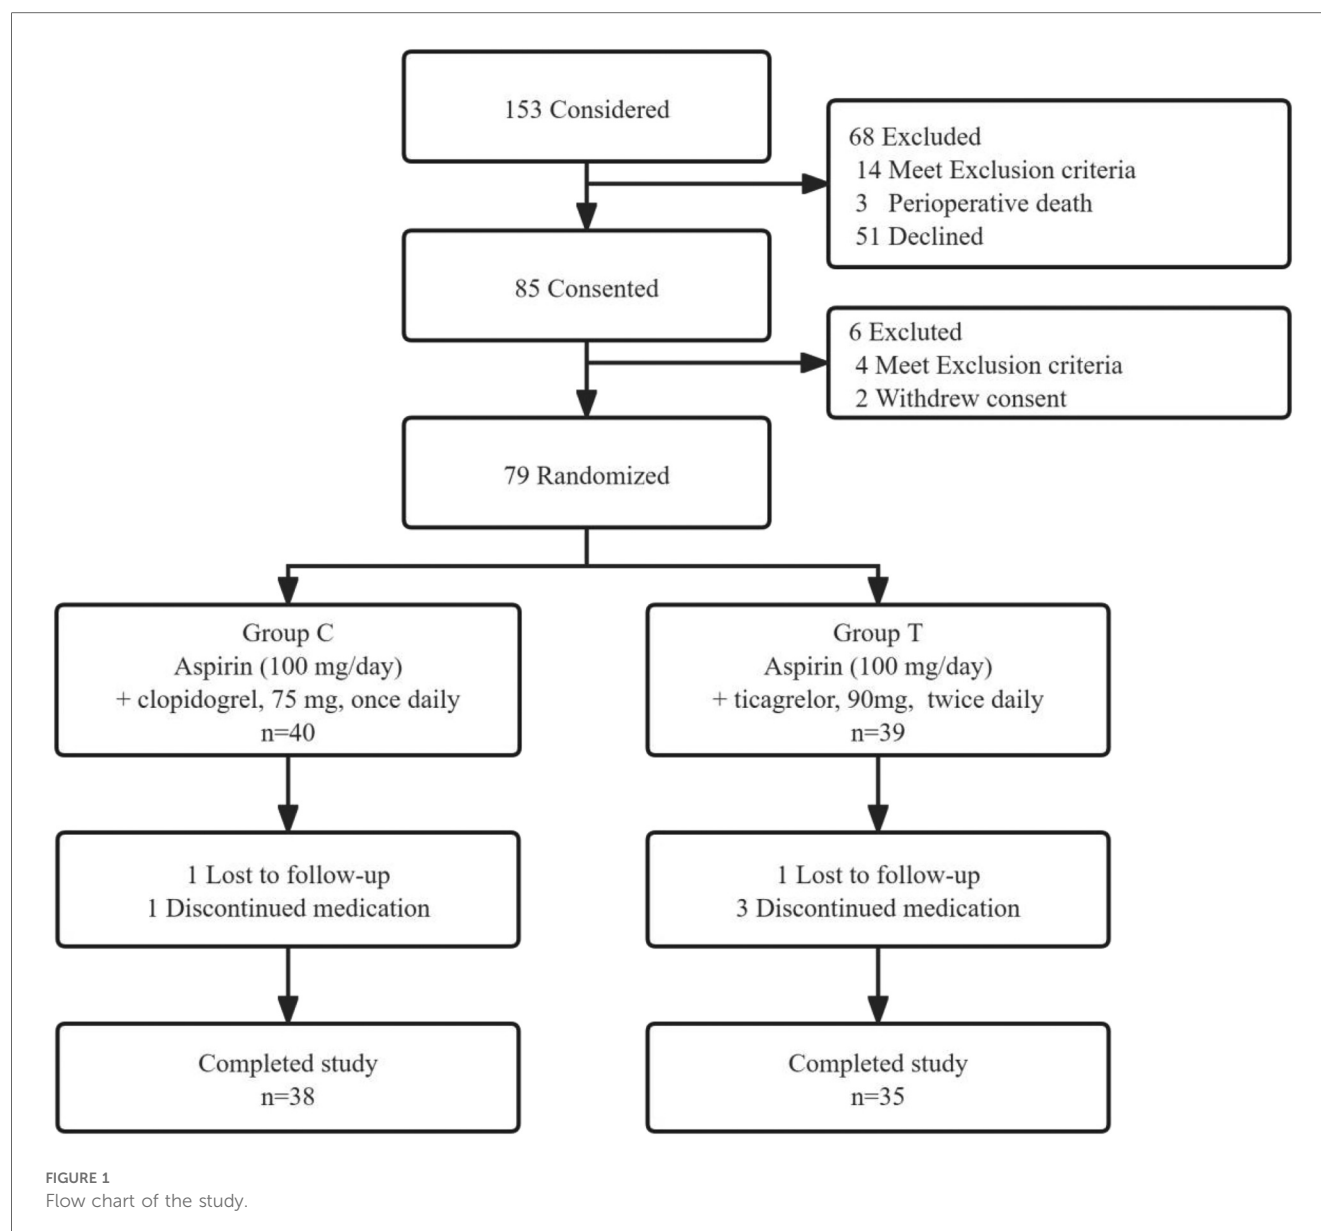 153 Considered
68 Excluded
14 Meet Exclusion criteria
3 Perioperative death
51 Declined
85 Consented
6 Excluted
4 Meet Exclusion criteria
2 Withdrew consent
79 Randomized
Group C
Aspirin (100 mg/day)
+ clopidogrel, 75 mg, once daily
n=40
Group T
Aspirin (100 mg/day)
+ ticagrelor, 90mg, twice daily
n=39
1 Lost to follow-up
1 Discontinued medication
1 Lost to follow-up
3 Discontinued medication
Completed study
n=38
Completed study
n=35
FIGURE 1
Flow chart of the study.